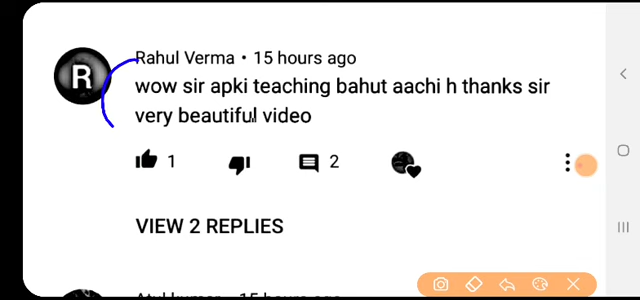 R
Rahul Verma • 15 hours ago
wow sir apki teaching bahut aachi h thanks sir
very beautiful video
1
2
VIEW 2 REPLIES